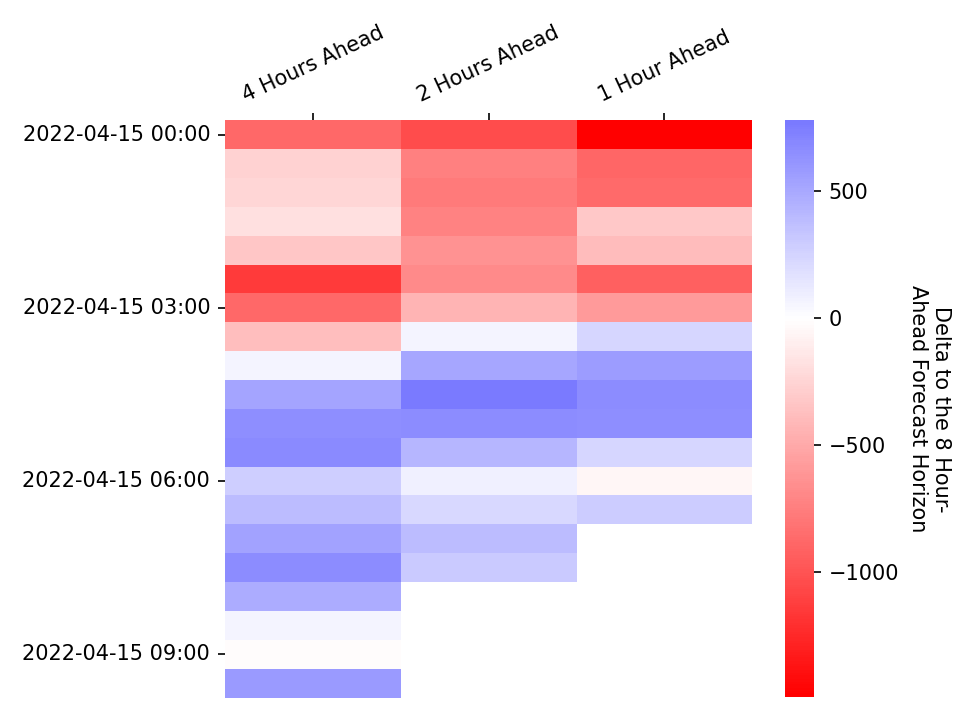 4 Hours Ahead
2 Hours Ahead
1 Hour Ahead
2022-04-15 00:00
2022-04-15 03:00
2022-04-15 06:00
2022-04-15 09:00
500
0
−500
−1000
Delta to the 8 Hour-
Ahead Forecast Horizon